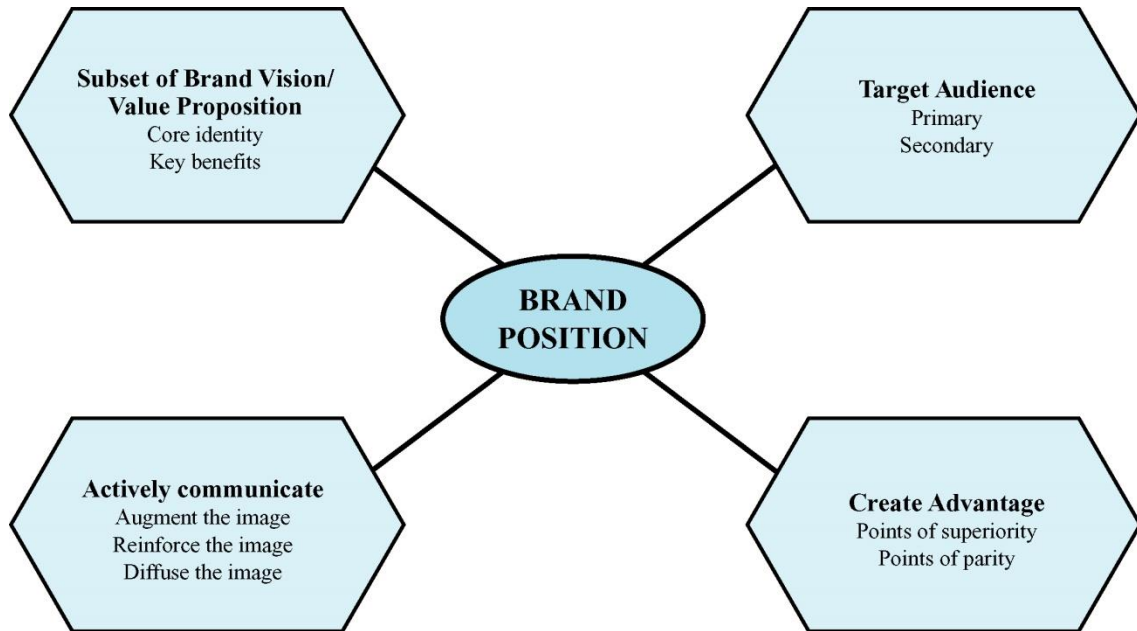 Subset of Brand Vision/
Value Proposition
Core identity
Key benefits
Target Audience
Primary
Secondary
BRAND
POSITION
Actively communicate
Augment the image
Reinforce the image
Diffuse the image
Create Advantage
Points of superiority
Points of parity